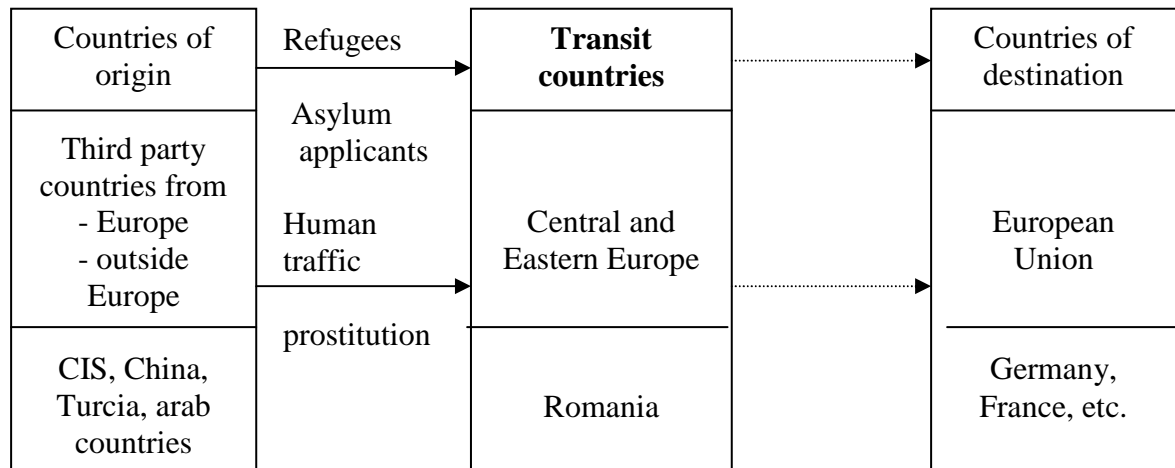 Countries of
origin
Refugees
Asylum
applicants
Human
traffic
prostitution
Transit
countries
Countries of
destination
Third party
countries from
- Europe
- outside
Europe
Central and
Eastern Europe
European
Union
CIS, China,
Turcia, arab
countries
Romania
Germany,
France, etc.